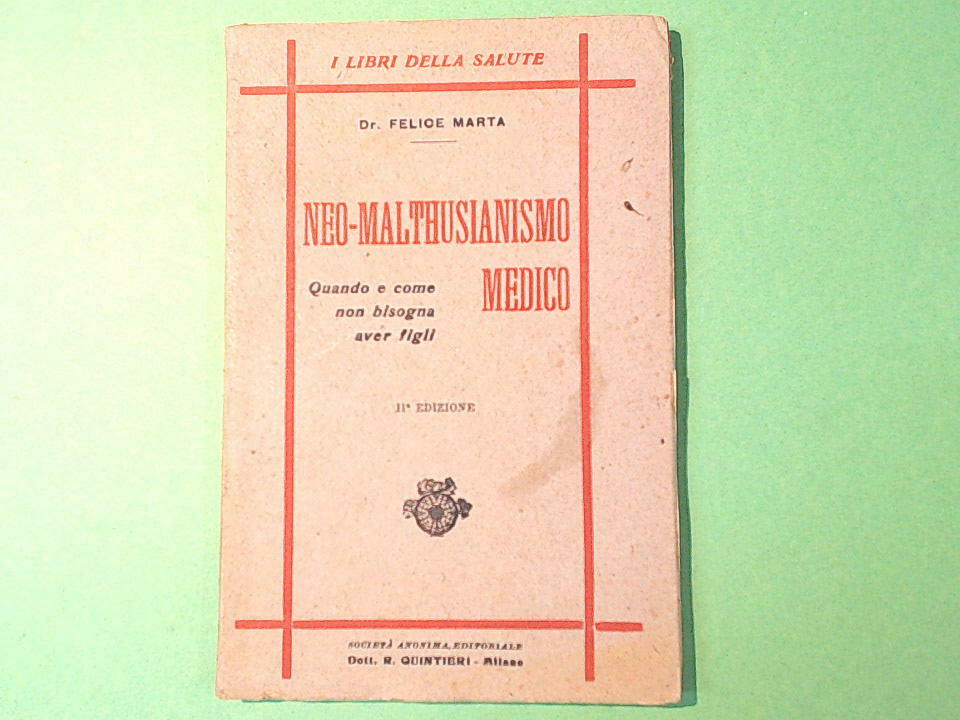 I LIBRI DELLA SALUTE
Dr. FELICE MARTA
NEO-MALTHUSIANISMO
MEDICO
Quando e come
non bisogna
aver figli
11ª EDIZIONE
SOCIETÀ ANONIMA EDITORIALE
Dott. R. QUINTIERI - Milano